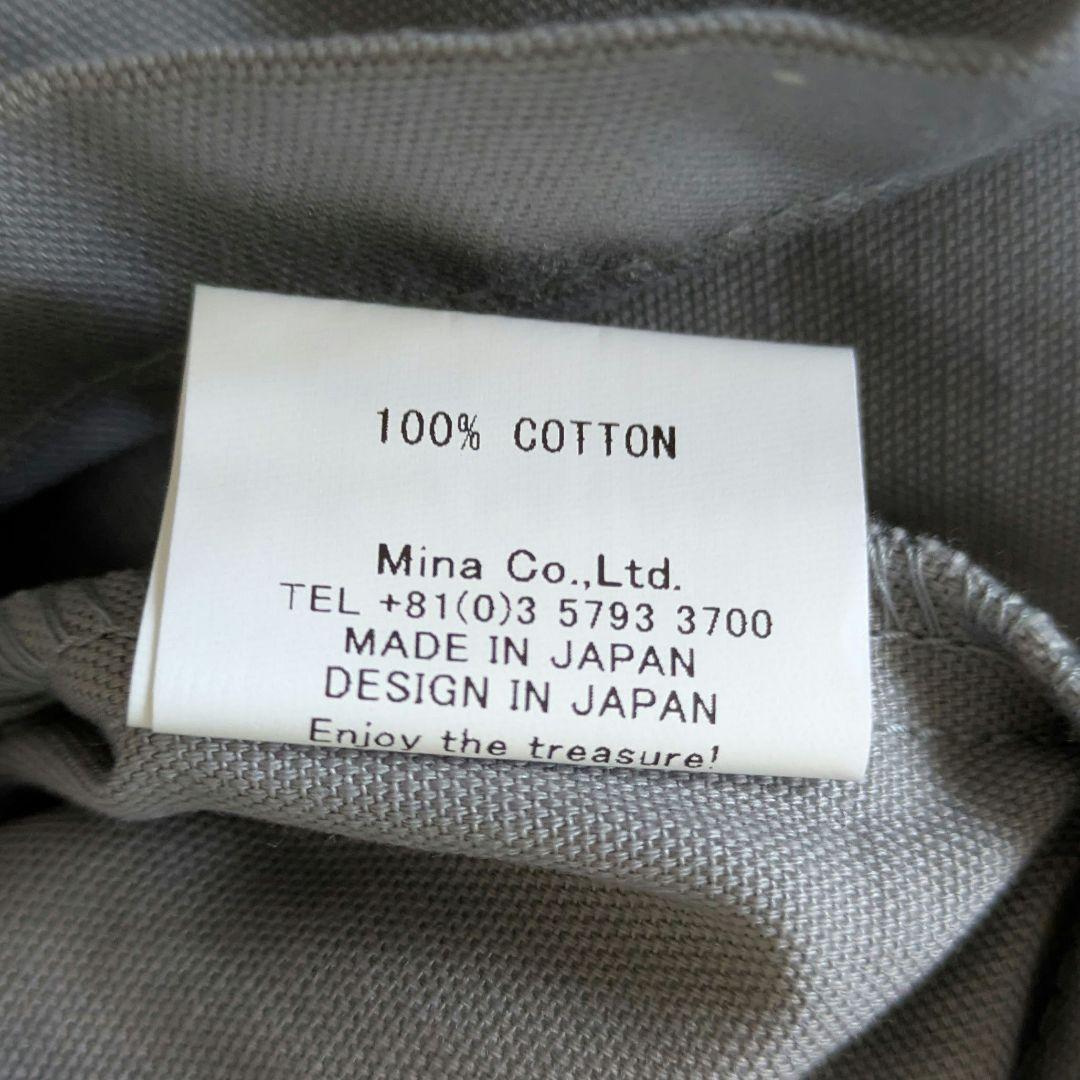 100% COTTON
Mina Co.,Ltd.
TEL +81(0)3 5793 3700
MADE IN JAPAN
DESIGN IN JAPAN
Enjoy the treasure!